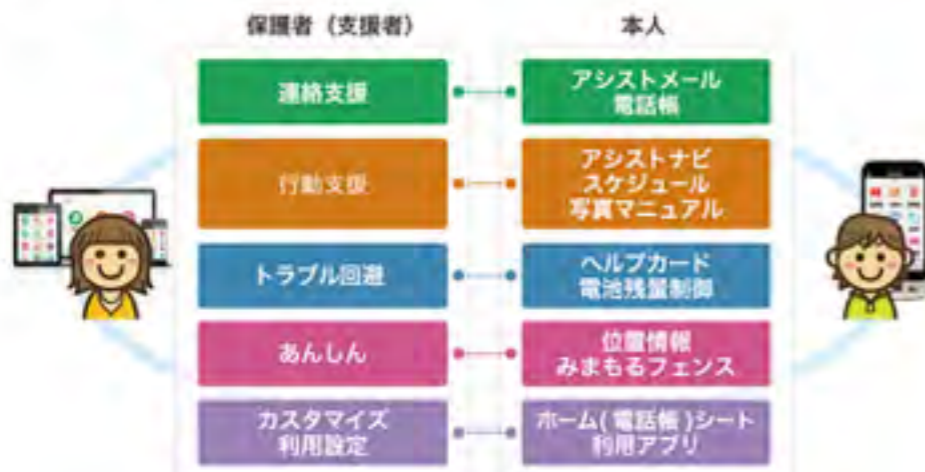 保護者（支援者）
本人
連絡支援
アシストメール
電話帳
行動支援
アシストナビ
スケジュール
写真マニュアル
トラブル回避
ヘルプカード
電池残量制御
あんしん
位置情報
みまもるフェンス
カスタマイズ
利用設定
ホーム(電話帳)シート
利用アプリ